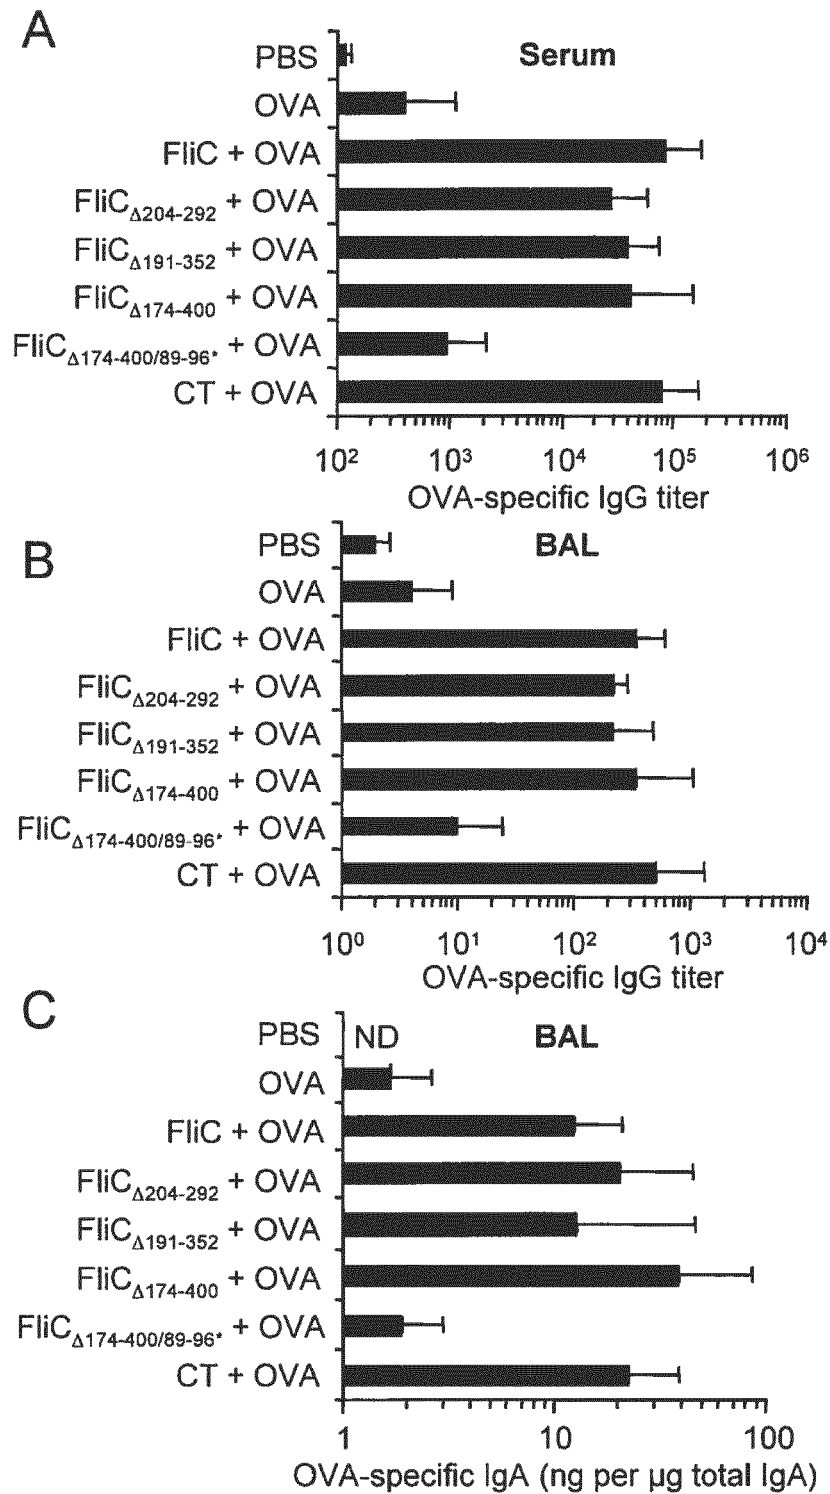 A
Serum
PBS
OVA
FliC + OVA
FliCΔ204-292 + OVA
FliCΔ191-352 + OVA
FliCΔ174-400 + OVA
FliCΔ174-400/89-96* + OVA
CT + OVA
10² 10³ 10⁴ 10⁵ 10⁶
OVA-specific IgG titer
B
BAL
PBS
OVA
FliC + OVA
FliCΔ204-292 + OVA
FliCΔ191-352 + OVA
FliCΔ174-400 + OVA
FliCΔ174-400/89-96* + OVA
CT + OVA
10⁰ 10¹ 10² 10³ 10⁴
OVA-specific IgG titer
C
PBS ND BAL
OVA
FliC + OVA
FliCΔ204-292 + OVA
FliCΔ191-352 + OVA
FliCΔ174-400 + OVA
FliCΔ174-400/89-96* + OVA
CT + OVA
1 10 100
OVA-specific IgA (ng per µg total IgA)